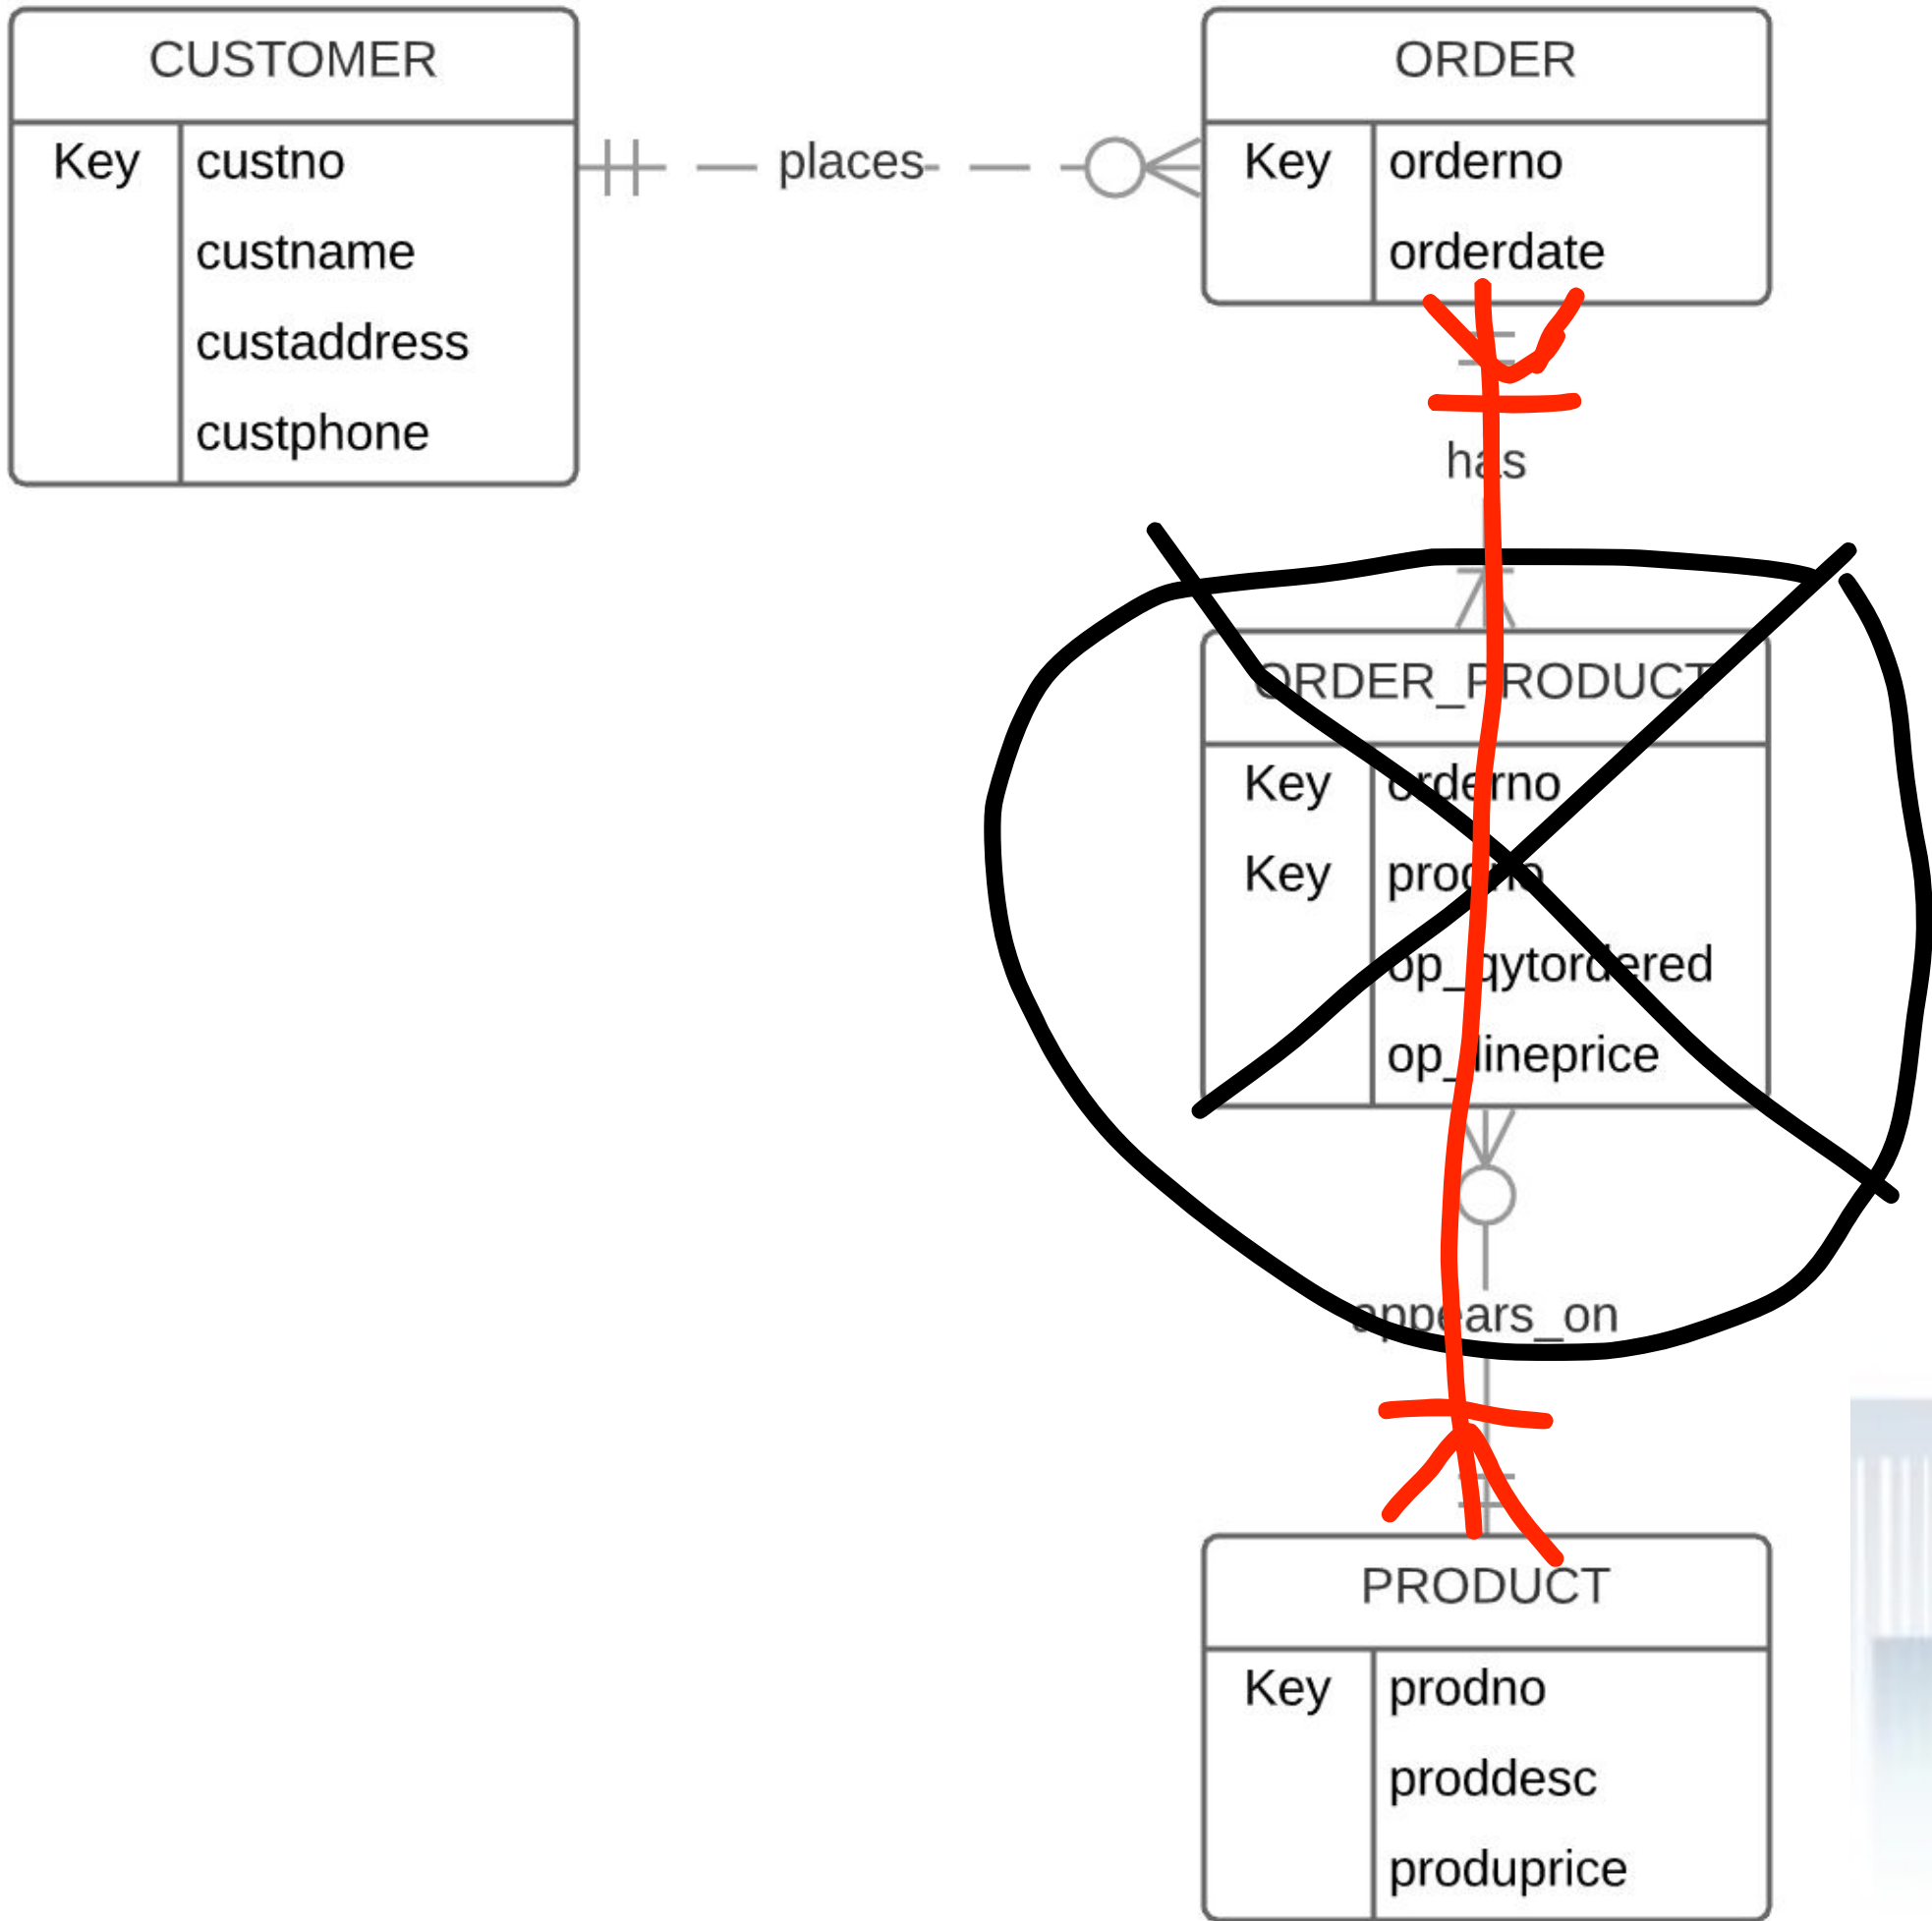 CUSTOMER
Key custno
custname
custaddress
custphone
places
ORDER
Key orderno
orderdate
has
ORDER_PRODUCT
Key orderno
Key prodno
op_qytordered
op_lineprice
appears_on
PRODUCT
Key prodno
proddesc
produprice